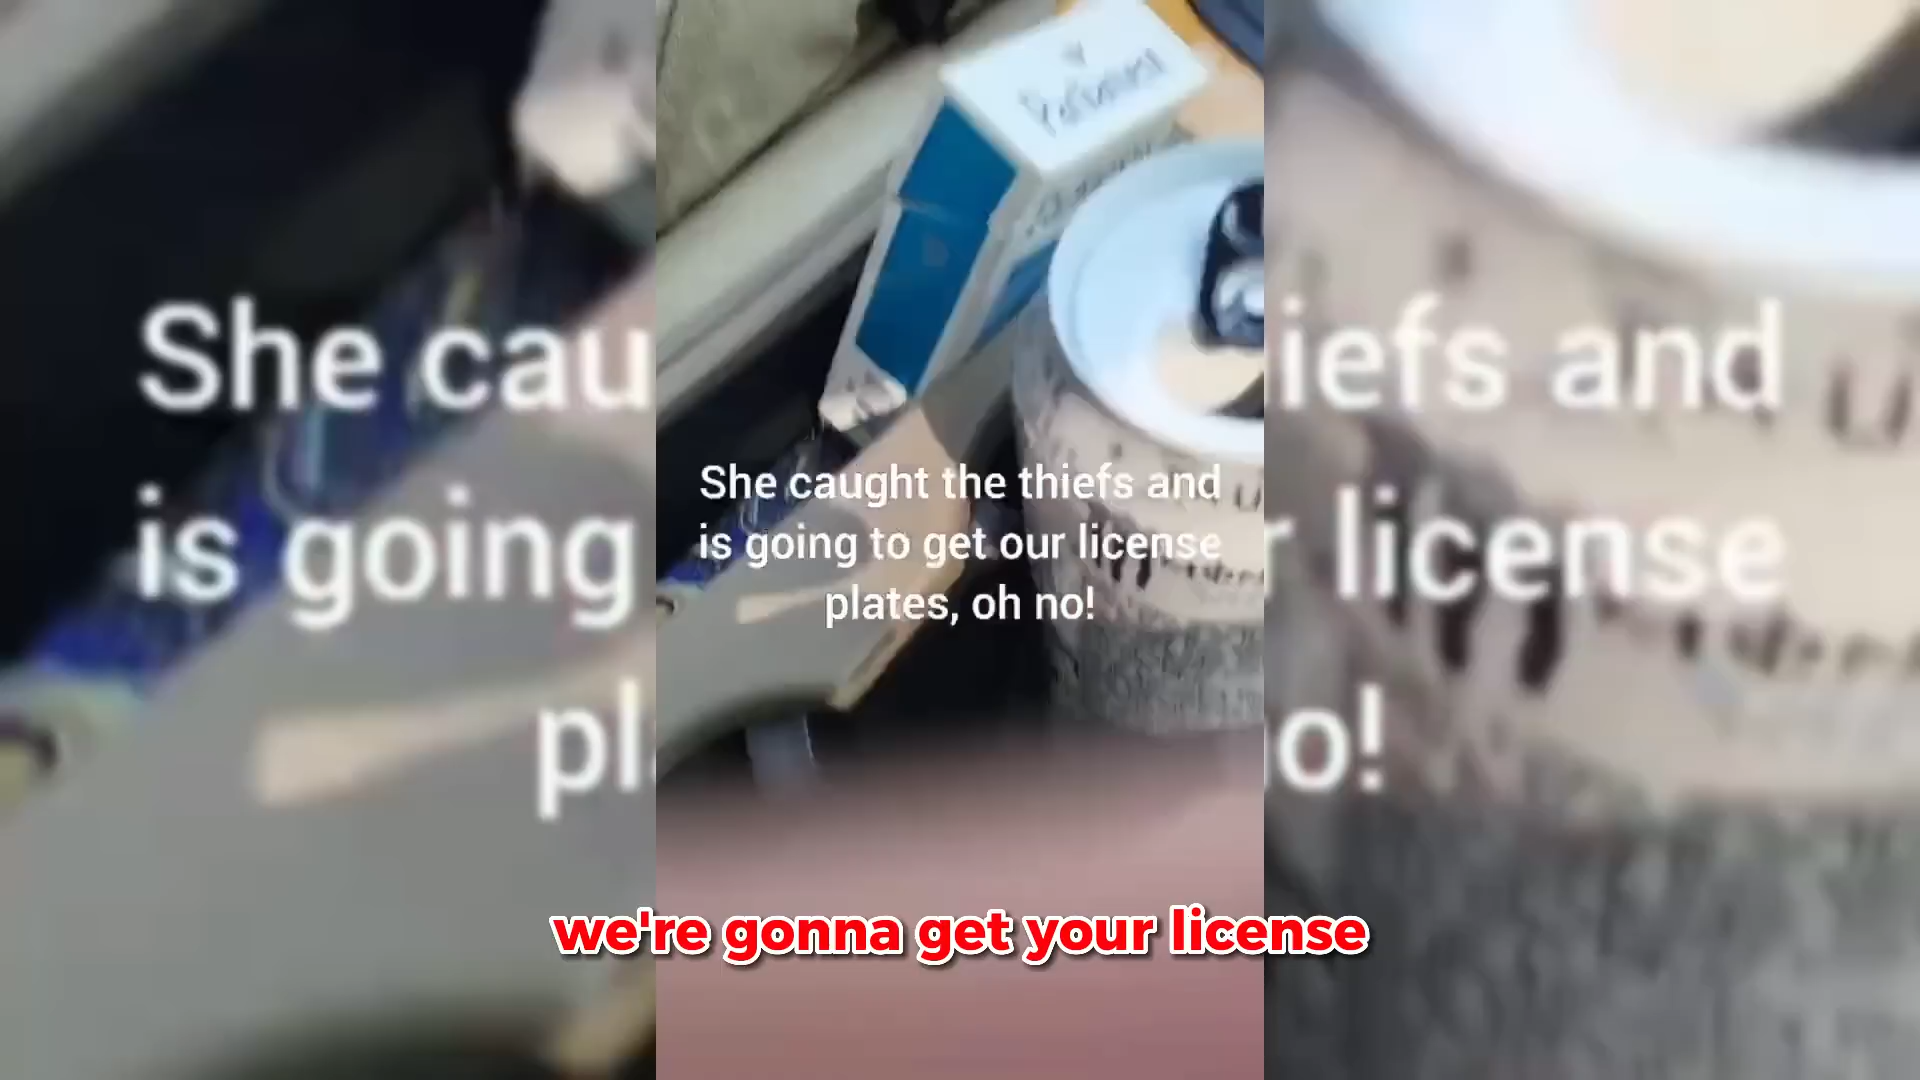 She caught the thiefs and
is going to get our license
plates, oh no!
we're gonna get your license